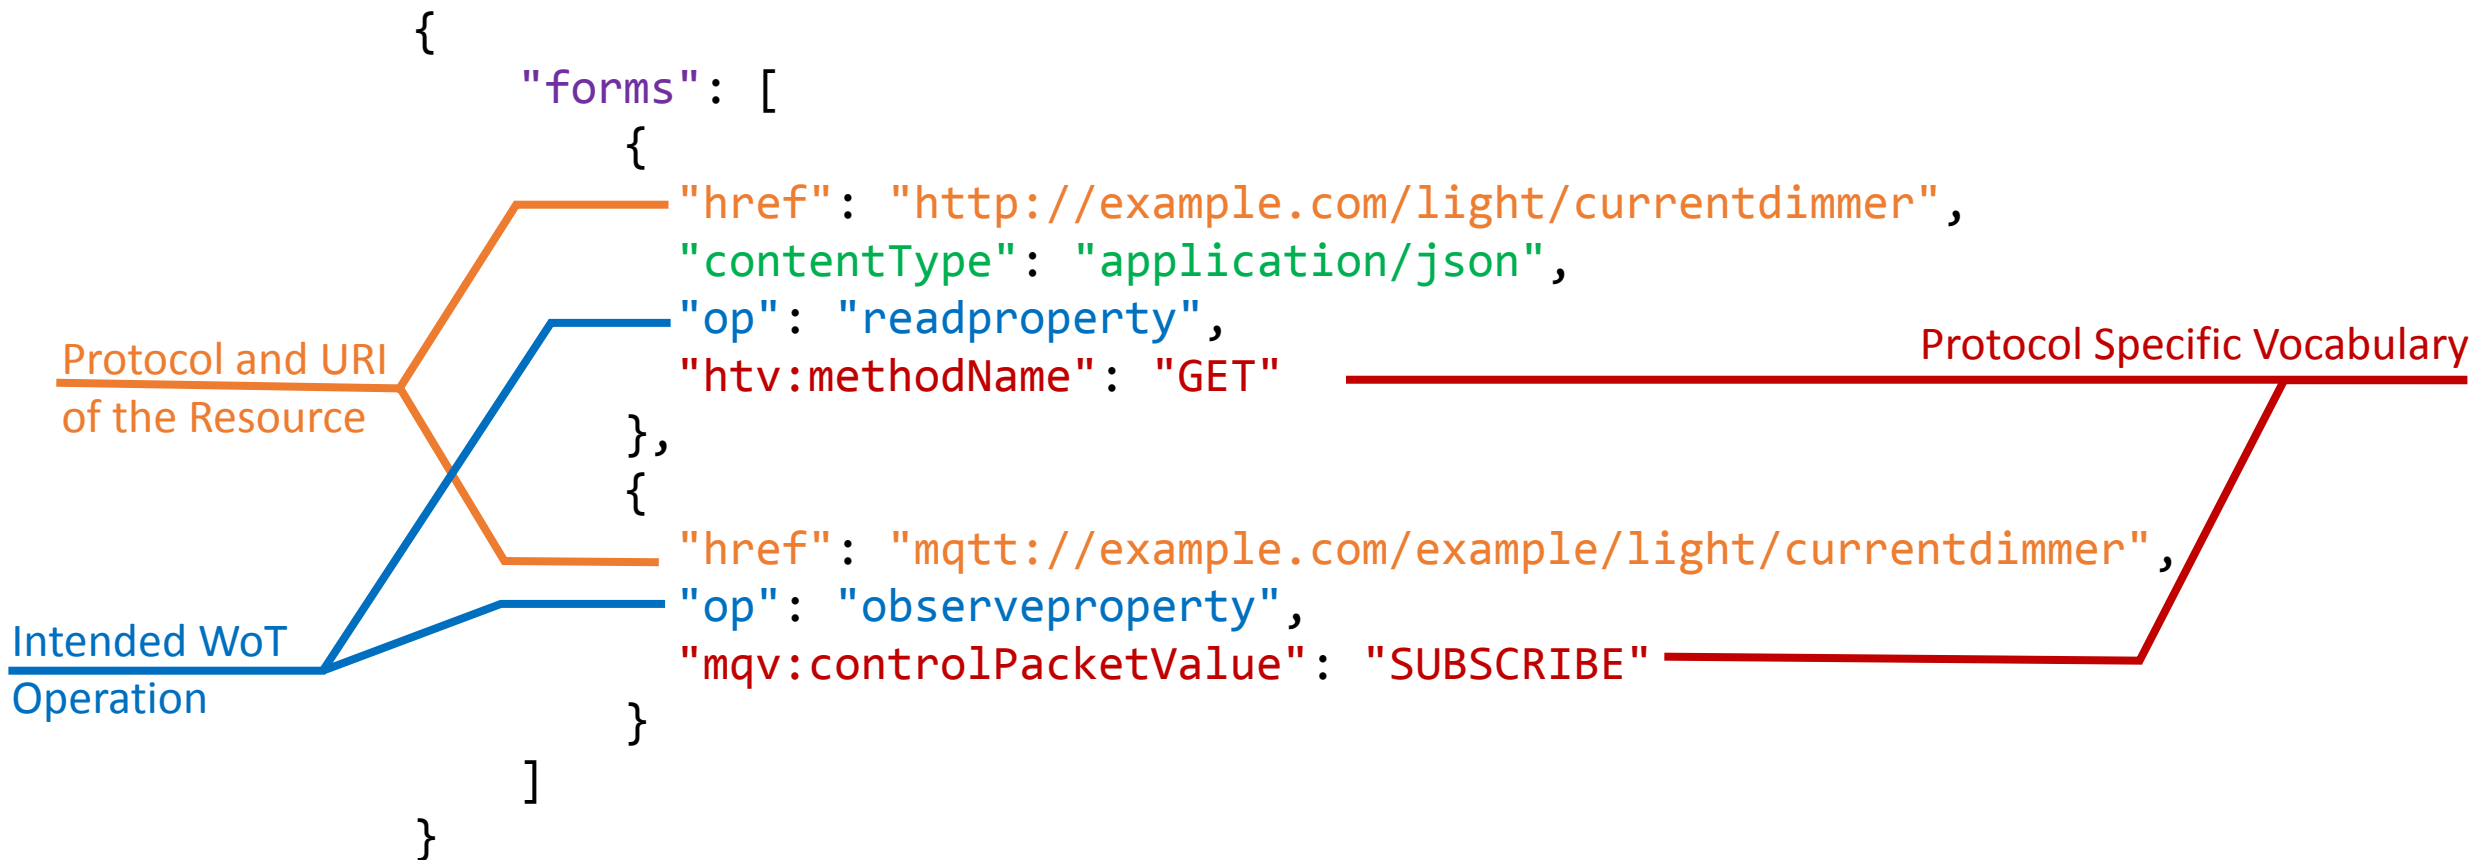 {
"forms": [
{
"href": "http://example.com/light/currentdimmer",
"contentType": "application/json",
"op": "readproperty",
"htv:methodName": "GET"
},
{
"href": "mqtt://example.com/example/light/currentdimmer",
"op": "observeproperty",
"mqv:controlPacketValue": "SUBSCRIBE"
}
]
}
Protocol and URI
of the Resource
Intended WoT
Operation
Protocol Specific Vocabulary